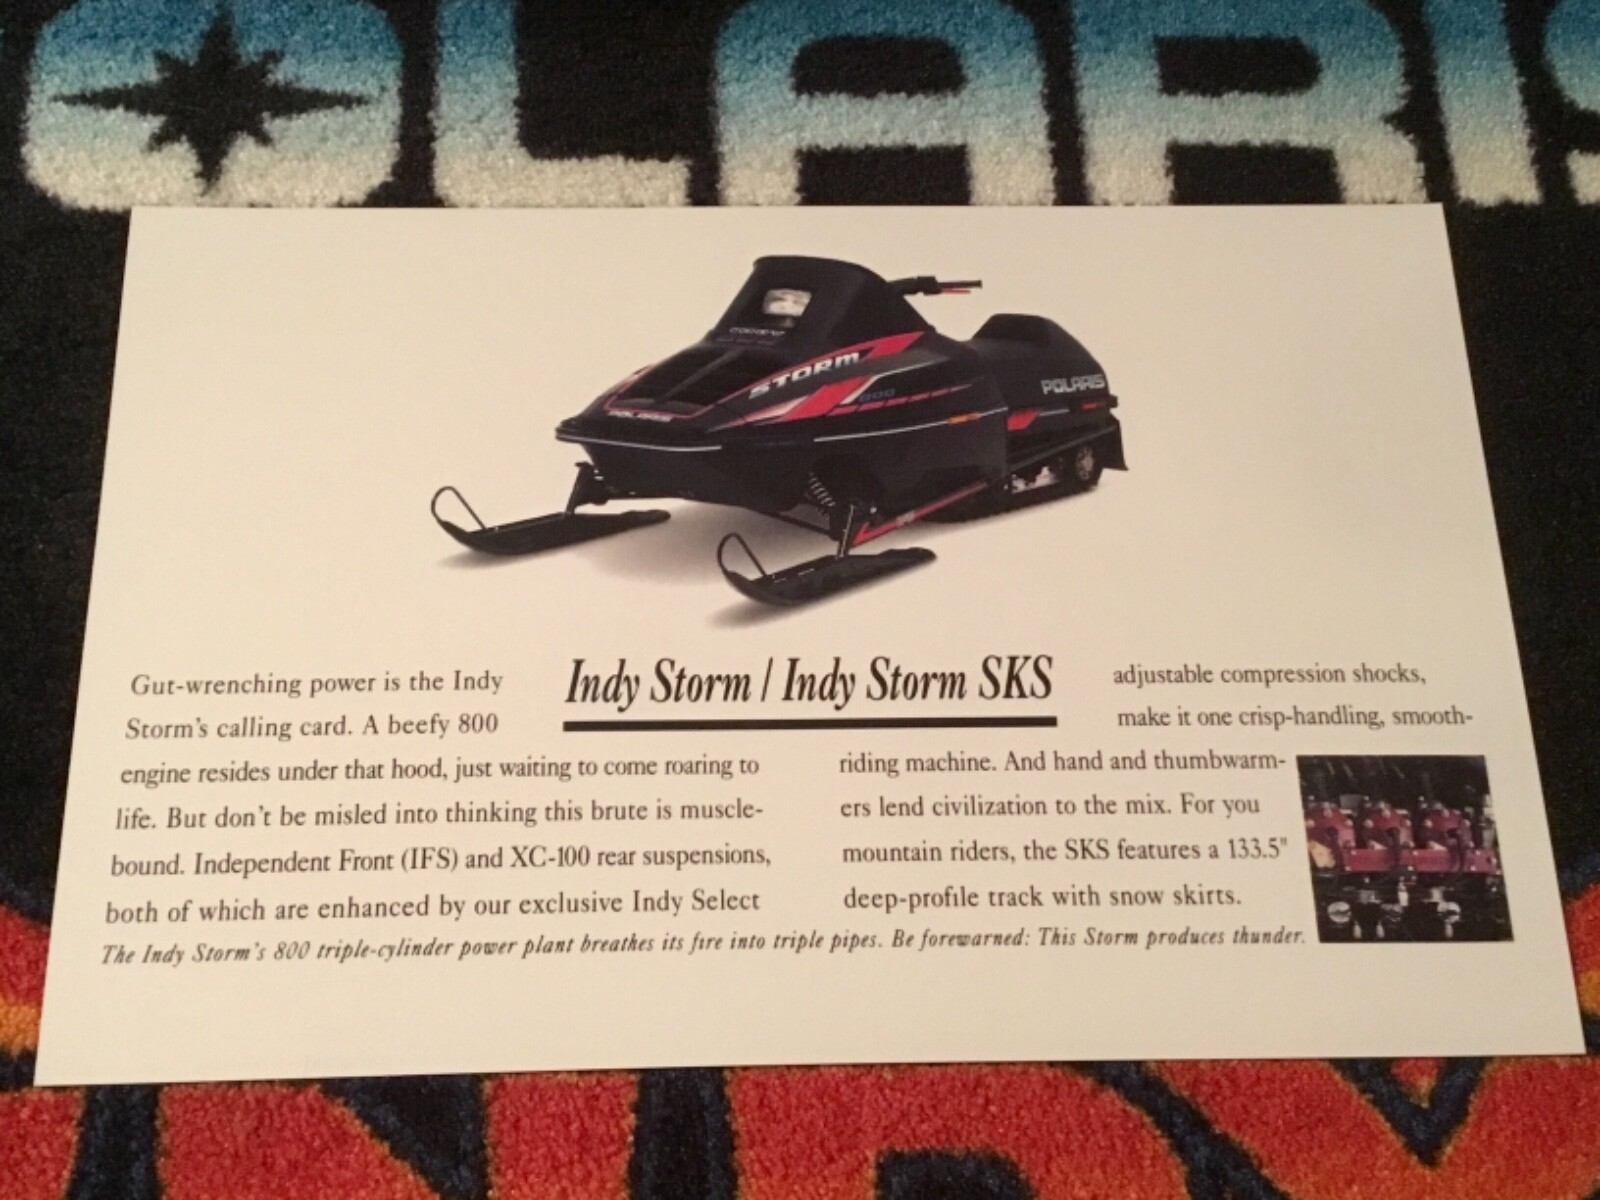 POLARIS
STORM
800
POLARIS
POLARIS
Indy Storm / Indy Storm SKS
Gut-wrenching power is the Indy
Storm's calling card. A beefy 800
engine resides under that hood, just waiting to come roaring to
life. But don't be misled into thinking this brute is muscle-
bound. Independent Front (IFS) and XC-100 rear suspensions,
both of which are enhanced by our exclusive Indy Select
adjustable compression shocks,
make it one crisp-handling, smooth-
riding machine. And hand and thumbwarm-
ers lend civilization to the mix. For you
mountain riders, the SKS features a 133.5"
deep-profile track with snow skirts.
The Indy Storm's 800 triple-cylinder power plant breathes its fire into triple pipes. Be forewarned: This Storm produces thunder.